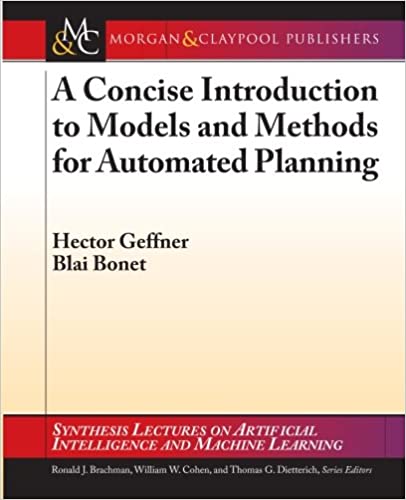 M
&C MORGAN&CLAYPOOL PUBLISHERS
A Concise Introduction
to Models and Methods
for Automated Planning
Hector Geffner
Blai Bonet
SYNTHESIS LECTURES ON ARTIFICIAL
INTELLIGENCE AND MACHINE LEARNING
Ronald J. Brachman, William W. Cohen, and Thomas G. Dietterich, Series Editors